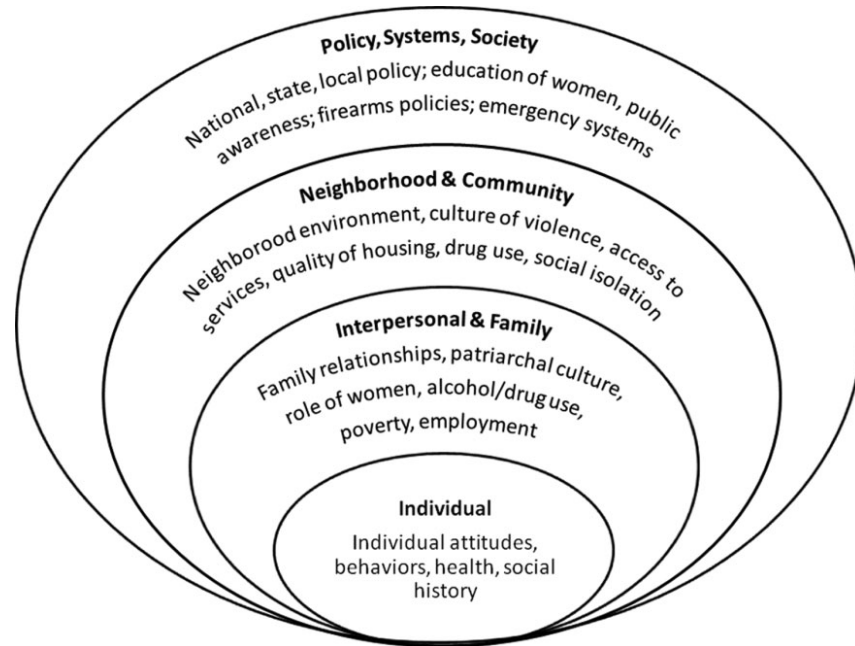 Policy, Systems, Society
National, state, local policy; education of women, public
awareness; firearms policies; emergency systems
Neighborhood & Community
Neighborood environment, culture of violence, access to
services, quality of housing, drug use, social isolation
Interpersonal & Family
Family relationships, patriarchal culture,
role of women, alcohol/drug use,
poverty, employment
Individual
Individual attitudes,
behaviors, health, social
history